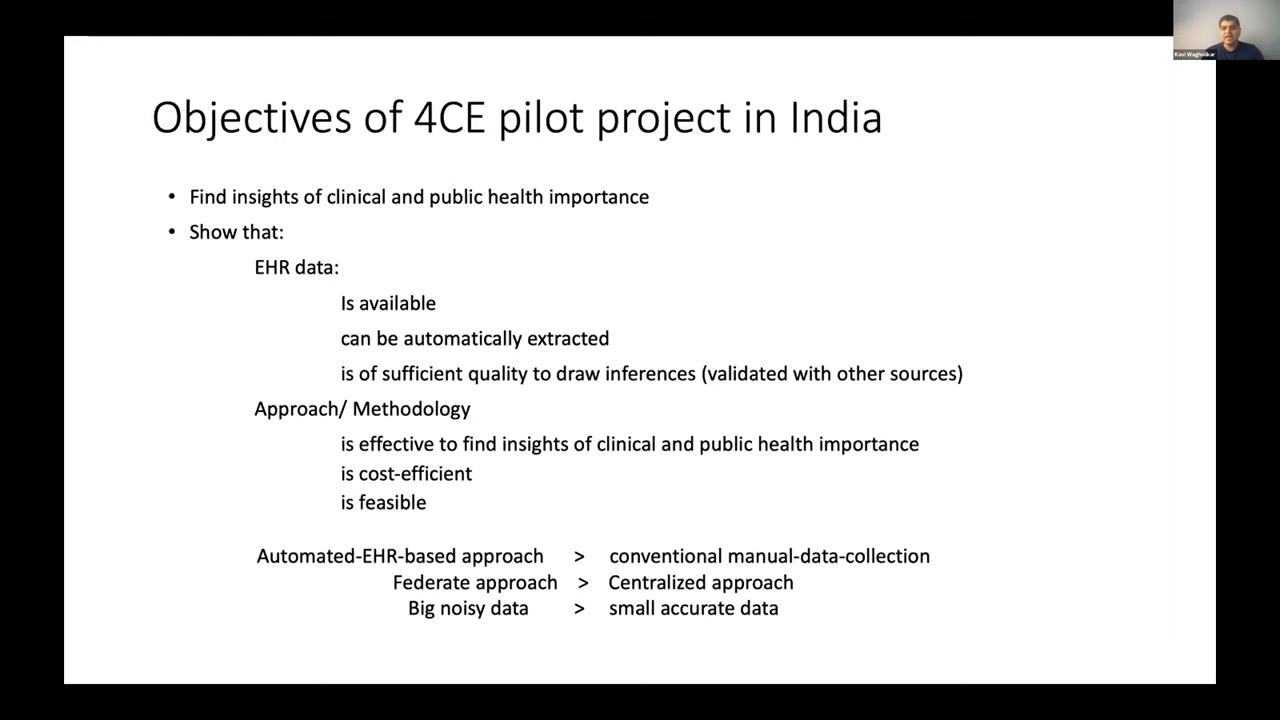 Kavi Wagholikar
Objectives of 4CE pilot project in India
• Find insights of clinical and public health importance
• Show that:
EHR data:
Is available
can be automatically extracted
is of sufficient quality to draw inferences (validated with other sources)
Approach/ Methodology
is effective to find insights of clinical and public health importance
is cost-efficient
is feasible
Automated-EHR-based approach > conventional manual-data-collection
Federate approach > Centralized approach
Big noisy data > small accurate data